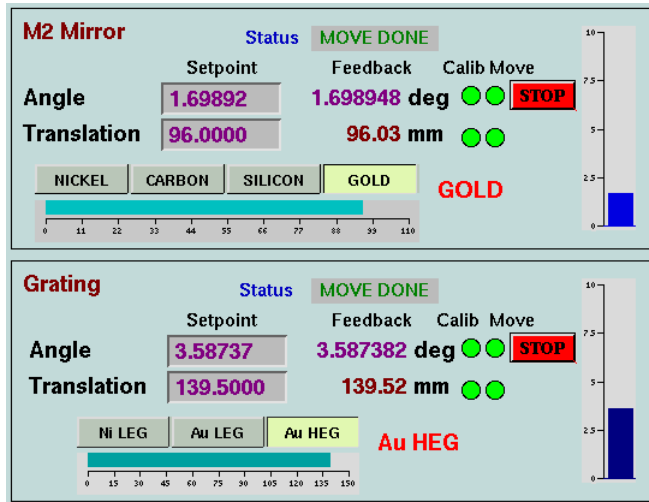 M2 Mirror
Status MOVE DONE
Setpoint Feedback Calib Move
Angle 1.69892 1.698948 deg STOP
Translation 96.0000 96.03 mm
NICKEL CARBON SILICON GOLD GOLD
0 11 22 33 44 55 66 77 88 99 110
10
7.5
5
2.5
0
Grating
Status MOVE DONE
Setpoint Feedback Calib Move
Angle 3.58737 3.587382 deg STOP
Translation 139.5000 139.52 mm
Ni LEG Au LEG Au HEG Au HEG
0 15 30 45 60 75 90 105 120 135 150
10
7.5
5
2.5
0